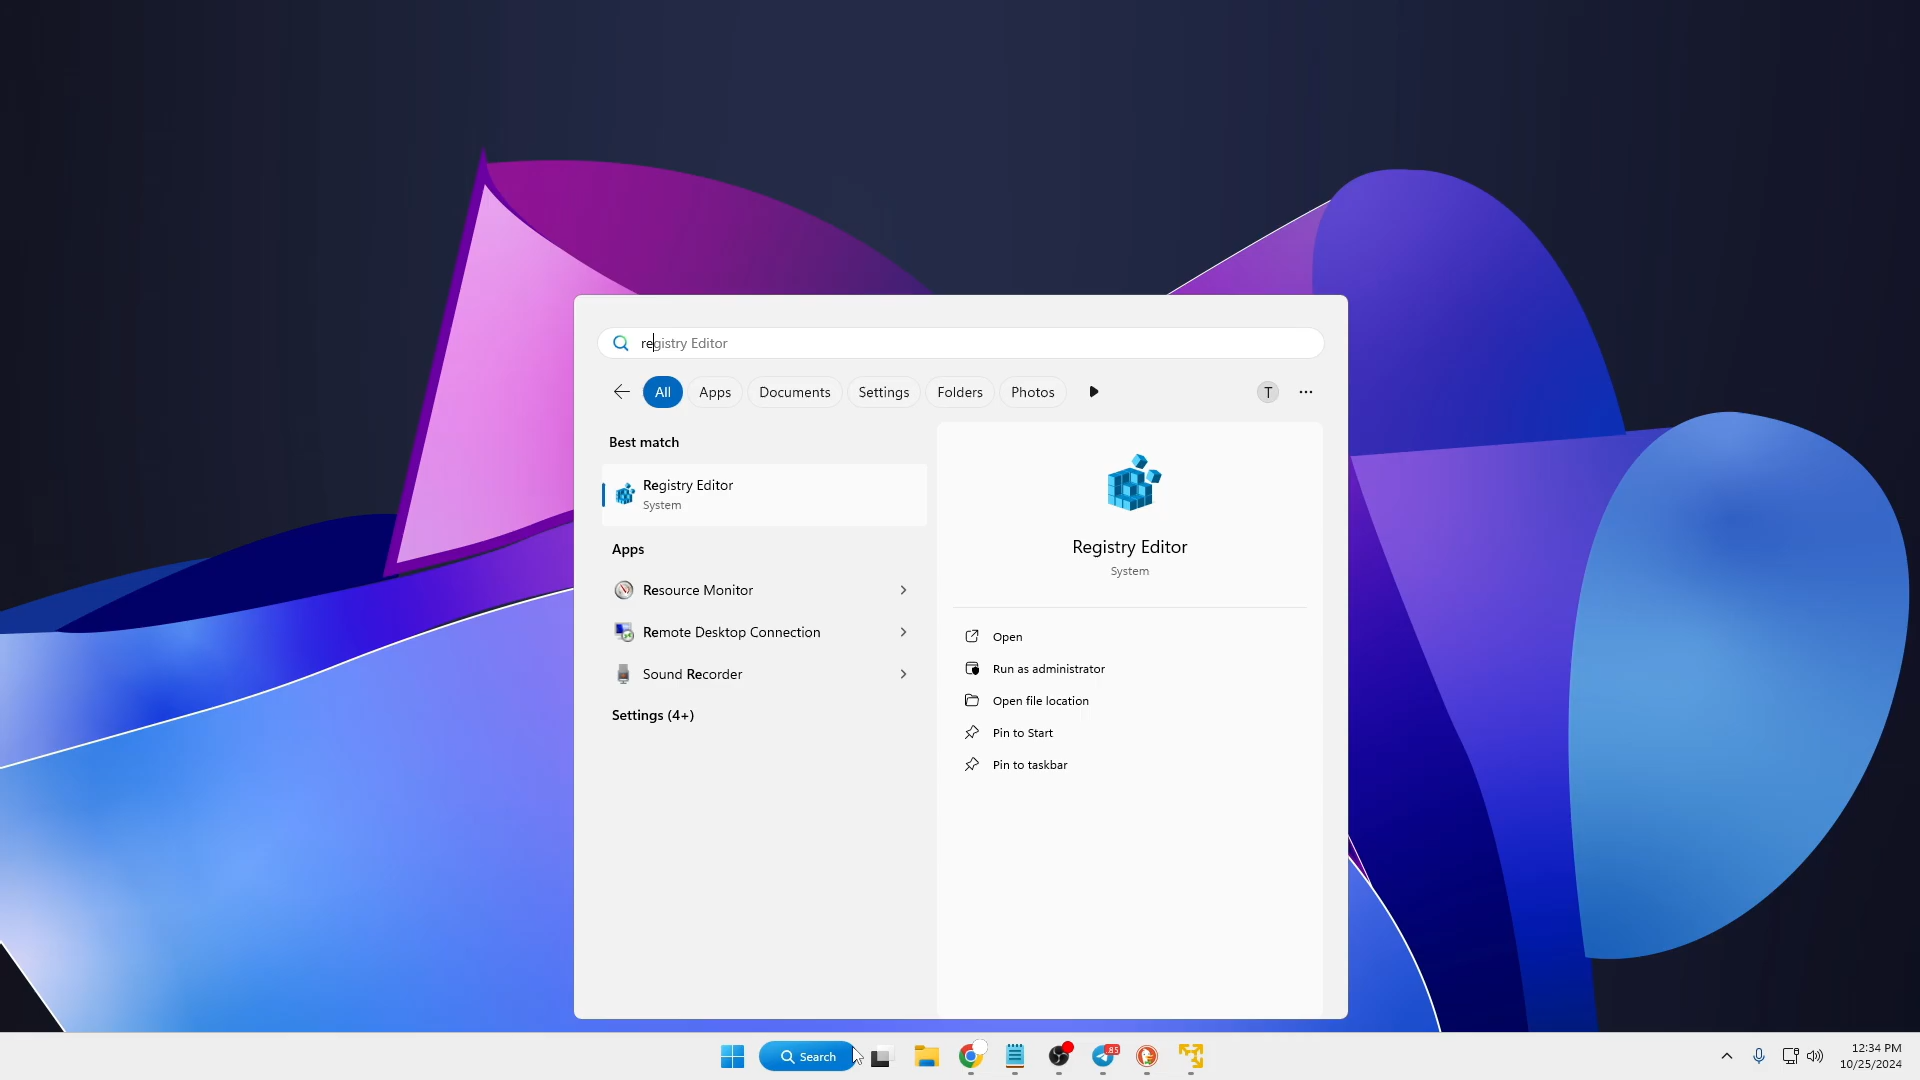 registry Editor
All Apps Documents Settings Folders Photos T
Best match
Registry Editor
System
Apps
Resource Monitor
Remote Desktop Connection
Sound Recorder
Settings (4+)
Registry Editor
System
Open
Run as administrator
Open file location
Pin to Start
Pin to taskbar
Search
85
12:34 PM
10/25/2024